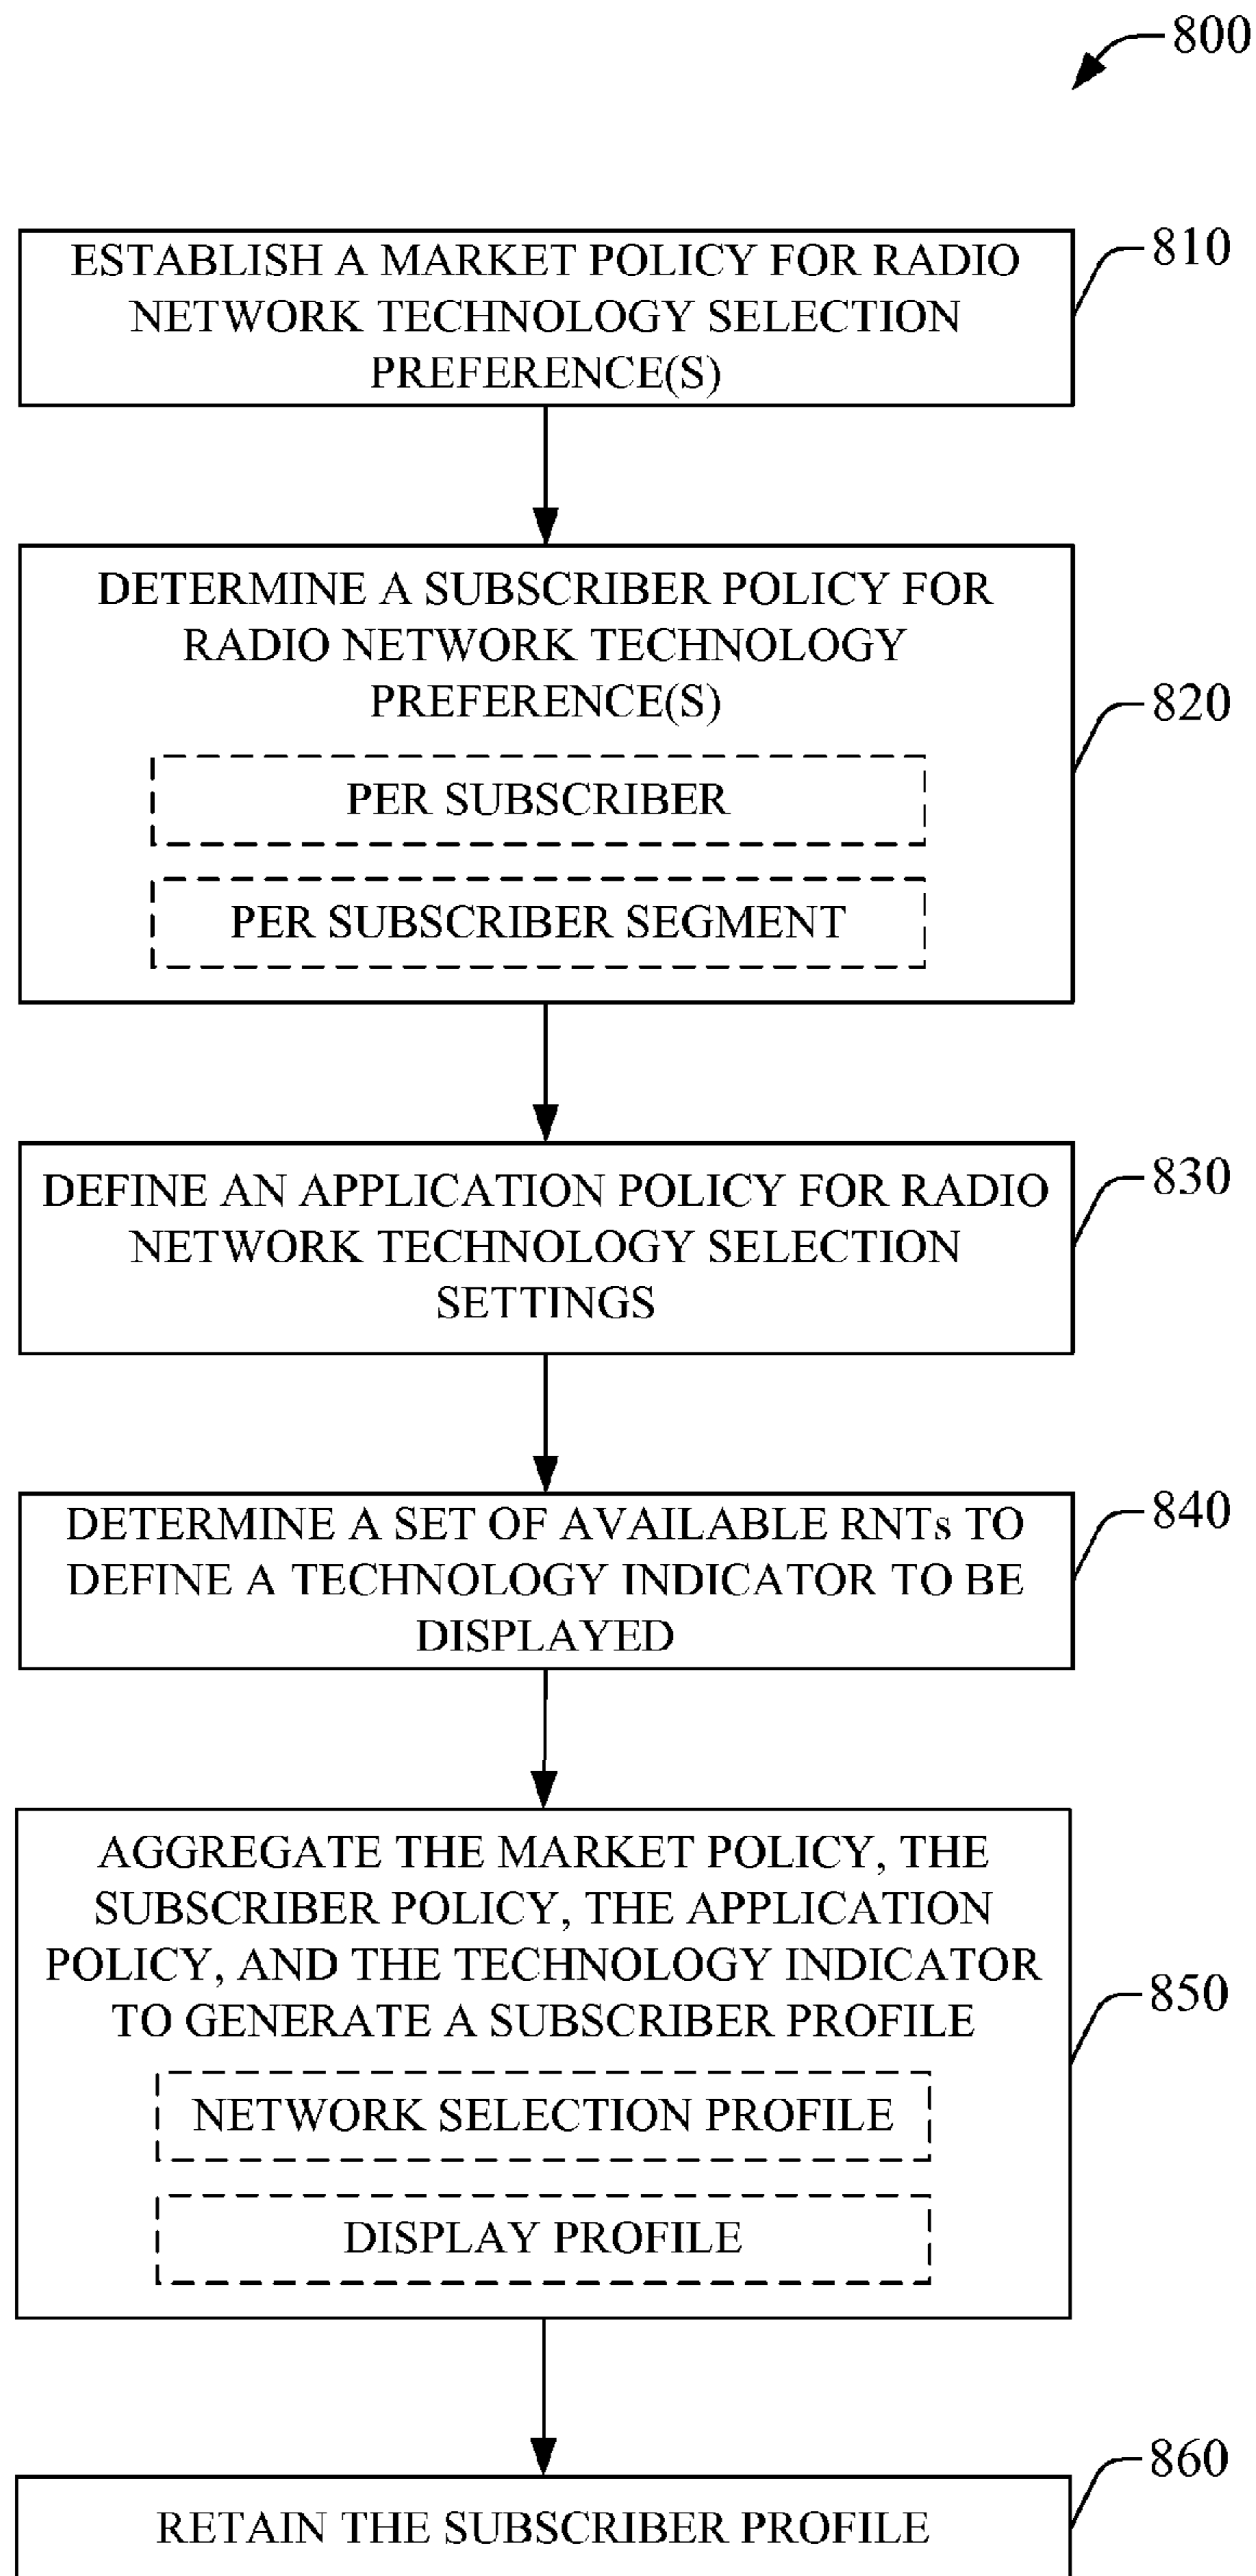 800
ESTABLISH A MARKET POLICY FOR RADIO
NETWORK TECHNOLOGY SELECTION
PREFERENCE(S)
810
DETERMINE A SUBSCRIBER POLICY FOR
RADIO NETWORK TECHNOLOGY
PREFERENCE(S)
PER SUBSCRIBER
PER SUBSCRIBER SEGMENT
820
DEFINE AN APPLICATION POLICY FOR RADIO
NETWORK TECHNOLOGY SELECTION
SETTINGS
830
DETERMINE A SET OF AVAILABLE RNTs TO
DEFINE A TECHNOLOGY INDICATOR TO BE
DISPLAYED
840
AGGREGATE THE MARKET POLICY, THE
SUBSCRIBER POLICY, THE APPLICATION
POLICY, AND THE TECHNOLOGY INDICATOR
TO GENERATE A SUBSCRIBER PROFILE
NETWORK SELECTION PROFILE
DISPLAY PROFILE
850
RETAIN THE SUBSCRIBER PROFILE
860